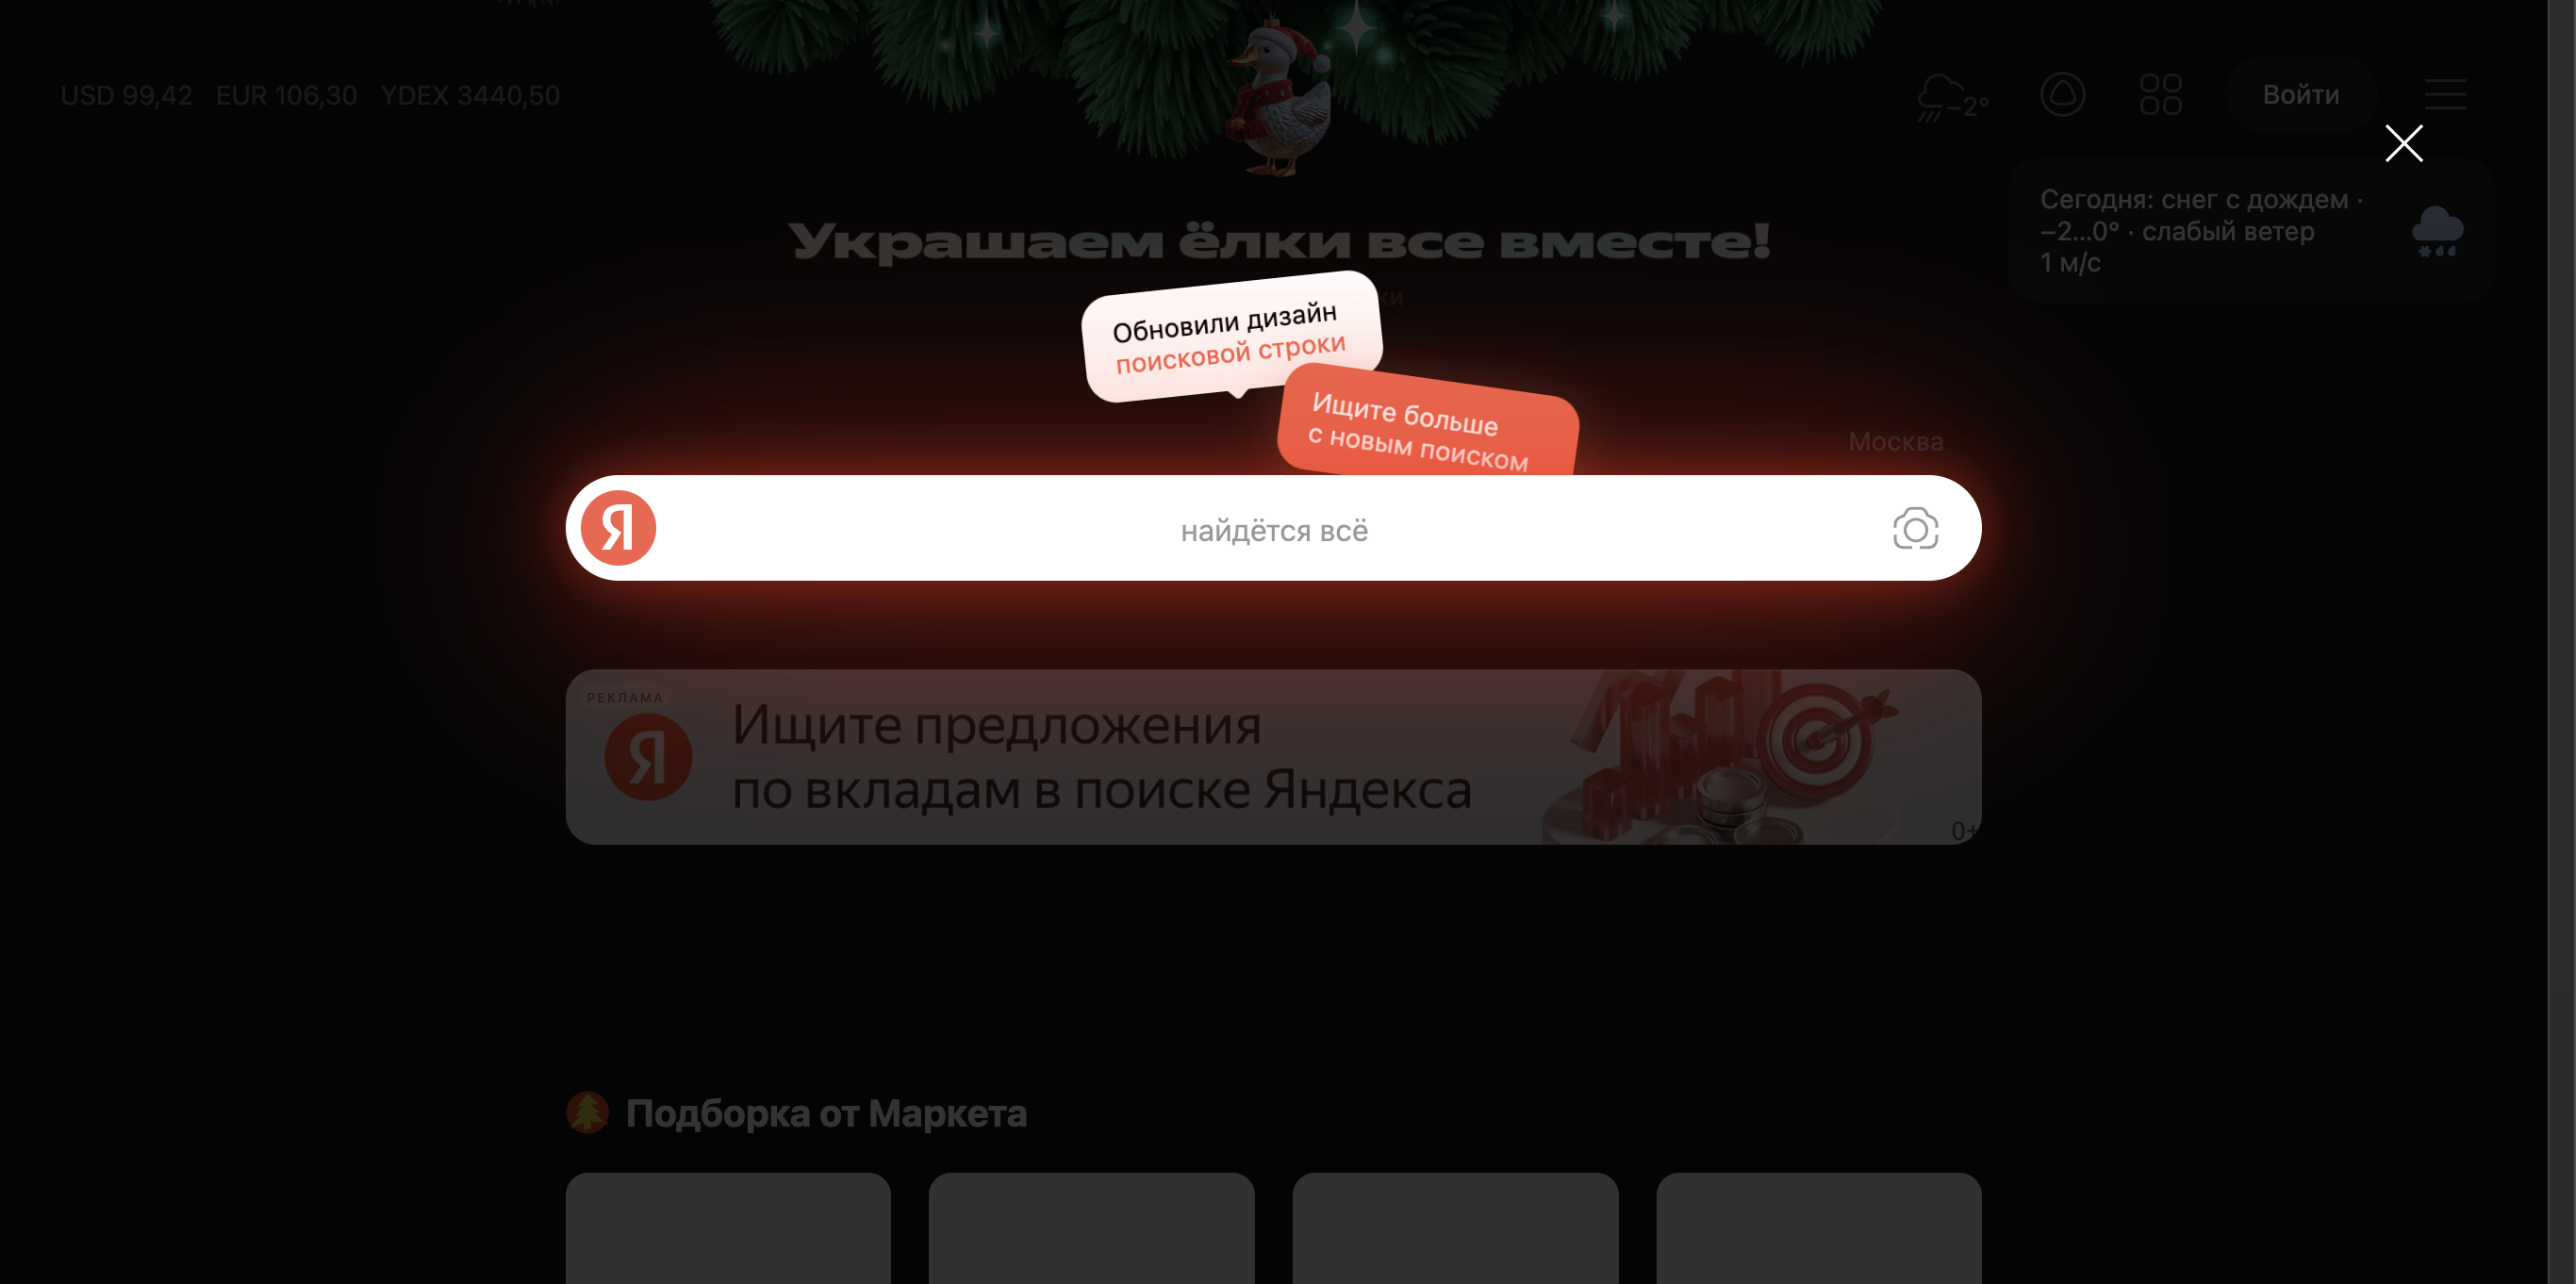 USD 99,42 EUR 106,30 YDEX 3440,50
−2°
Войти
Сегодня: снег с дождем ·
−2...0° · слабый ветер
1 м/с
Украшаем ёлки все вместе!
Обновили дизайн
поисковой строки
Ищите больше
с новым поиском
Москва
Я
найдётся всё
РЕКЛАМА
Я
Ищите предложения
по вкладам в поиске Яндекса
0+
Подборка от Маркета